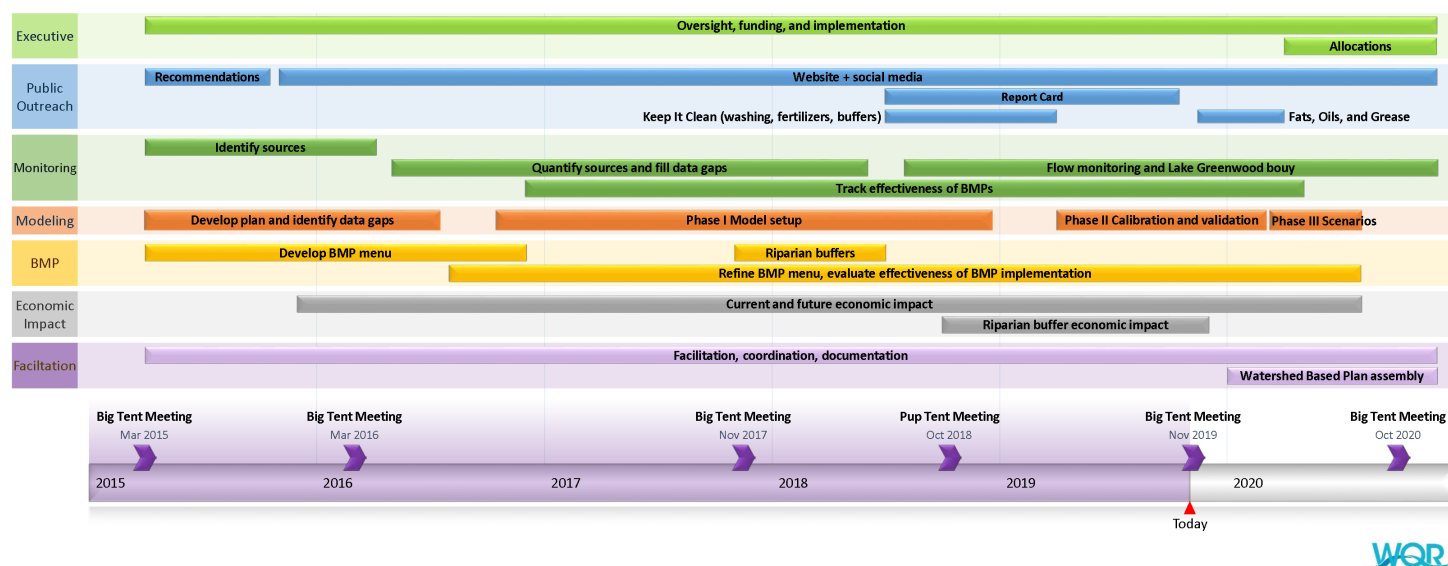 Executive
Oversight, funding, and implementation
Allocations
Public
Outreach
Recommendations
Website + social media
Report Card
Keep It Clean (washing, fertilizers, buffers)
Fats, Oils, and Grease
Monitoring
Identify sources
Quantify sources and fill data gaps
Flow monitoring and Lake Greenwood bouy
Track effectiveness of BMPs
Modeling
Develop plan and identify data gaps
Phase I Model setup
Phase II Calibration and validation
Phase III Scenarios
BMP
Develop BMP menu
Riparian buffers
Refine BMP menu, evaluate effectiveness of BMP implementation
Economic
Impact
Current and future economic impact
Riparian buffer economic impact
Faciltation
Facilitation, coordination, documentation
Watershed Based Plan assembly
Big Tent Meeting
Mar 2015
Big Tent Meeting
Mar 2016
Big Tent Meeting
Nov 2017
Pup Tent Meeting
Oct 2018
Big Tent Meeting
Nov 2019
Big Tent Meeting
Oct 2020
2015
2016
2017
2018
2019
2020
Today
WQR